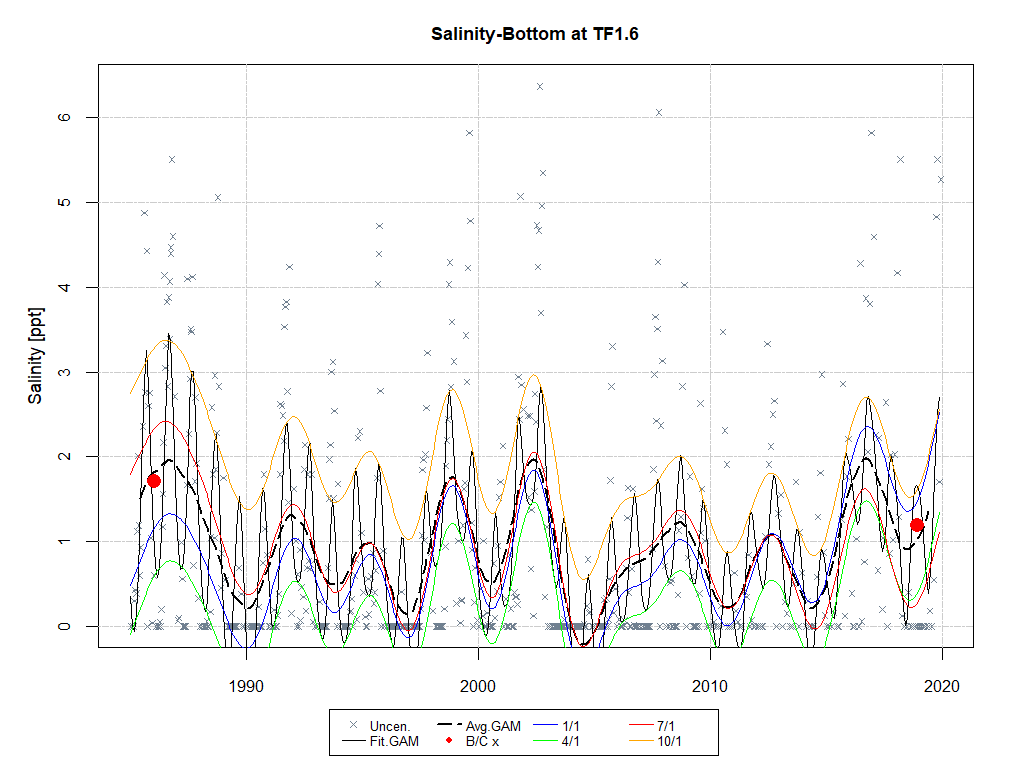 Salinity-Bottom at TF1.6
Salinity [ppt]
6
5
4
3
2
1
0
1990 2000 2010 2020
Uncen. Avg.GAM 1/1 7/1
Fit.GAM B/C x 4/1 10/1